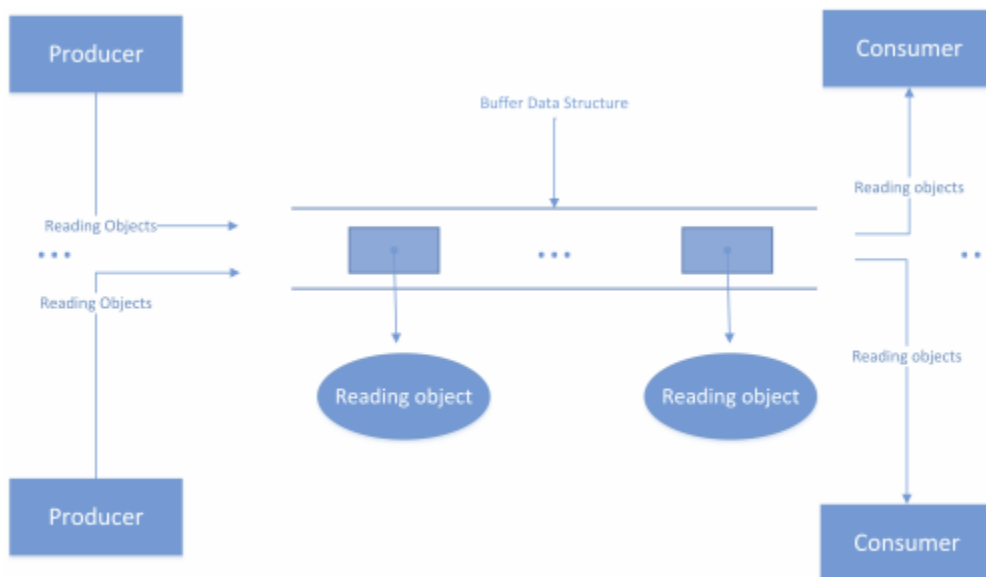 Producer
Consumer
Buffer Data Structure
Reading objects
Reading Objects
...
...
...
Reading Objects
Reading objects
Reading object
Reading object
Producer
Consumer